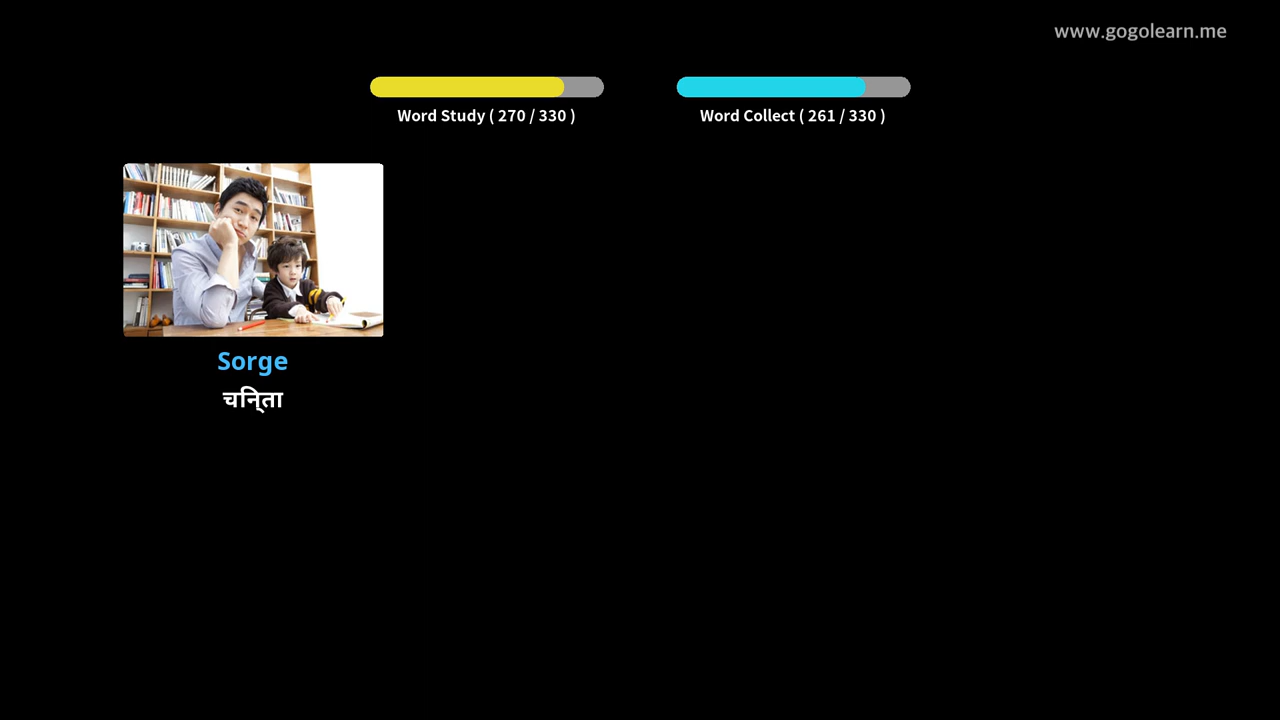 www.gogolearn.me
Word Study ( 270 / 330 )
Word Collect ( 261 / 330 )
Sorge
चिन्ता